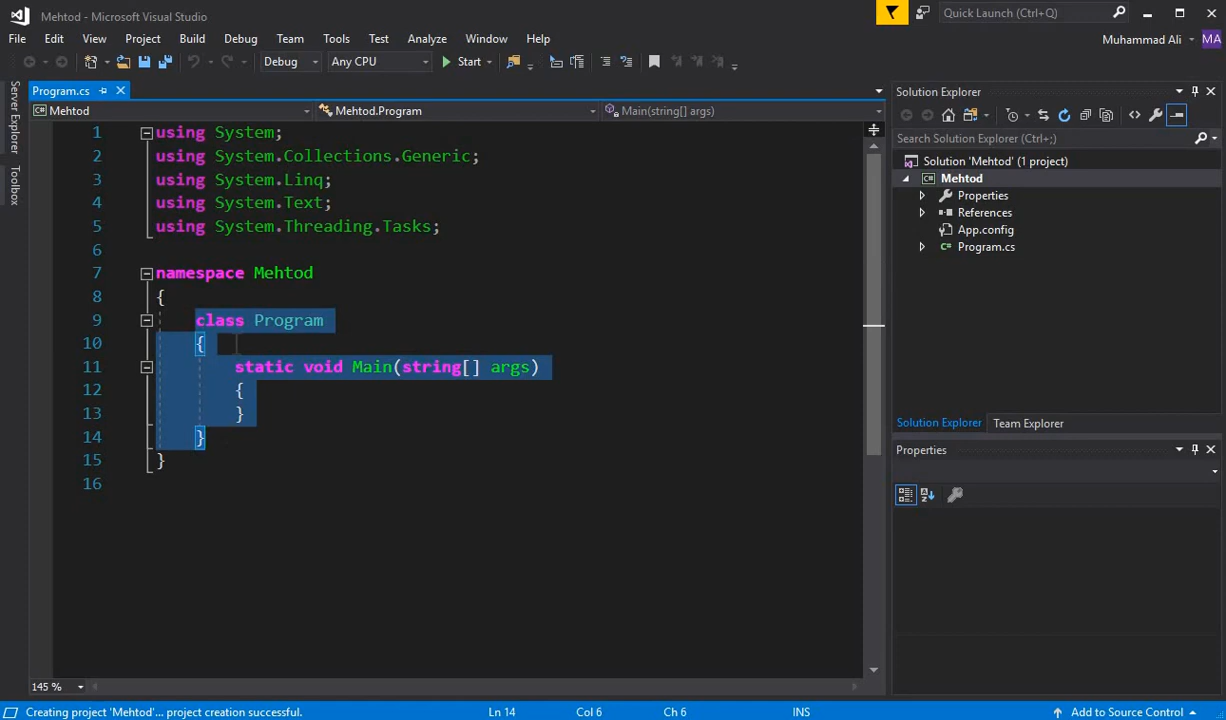 Mehtod - Microsoft Visual Studio
Quick Launch (Ctrl+Q)
File Edit View Project Build Debug Team Tools Test Analyze Window Help
Muhammad Ali MA
Debug Any CPU Start
Server Explorer
Toolbox
Program.cs
Mehtod Mehtod.Program Main(string[] args)
1 using System;
2 using System.Collections.Generic;
3 using System.Linq;
4 using System.Text;
5 using System.Threading.Tasks;
6
7 namespace Mehtod
8 {
9 class Program
10 {
11 static void Main(string[] args)
12 {
13 }
14 }
15 }
16
145 %
Solution Explorer
Search Solution Explorer (Ctrl+;)
Solution 'Mehtod' (1 project)
Mehtod
Properties
References
App.config
C# Program.cs
Solution Explorer Team Explorer
Properties
Creating project 'Mehtod'... project creation successful. Ln 14 Col 6 Ch 6 INS Add to Source Control